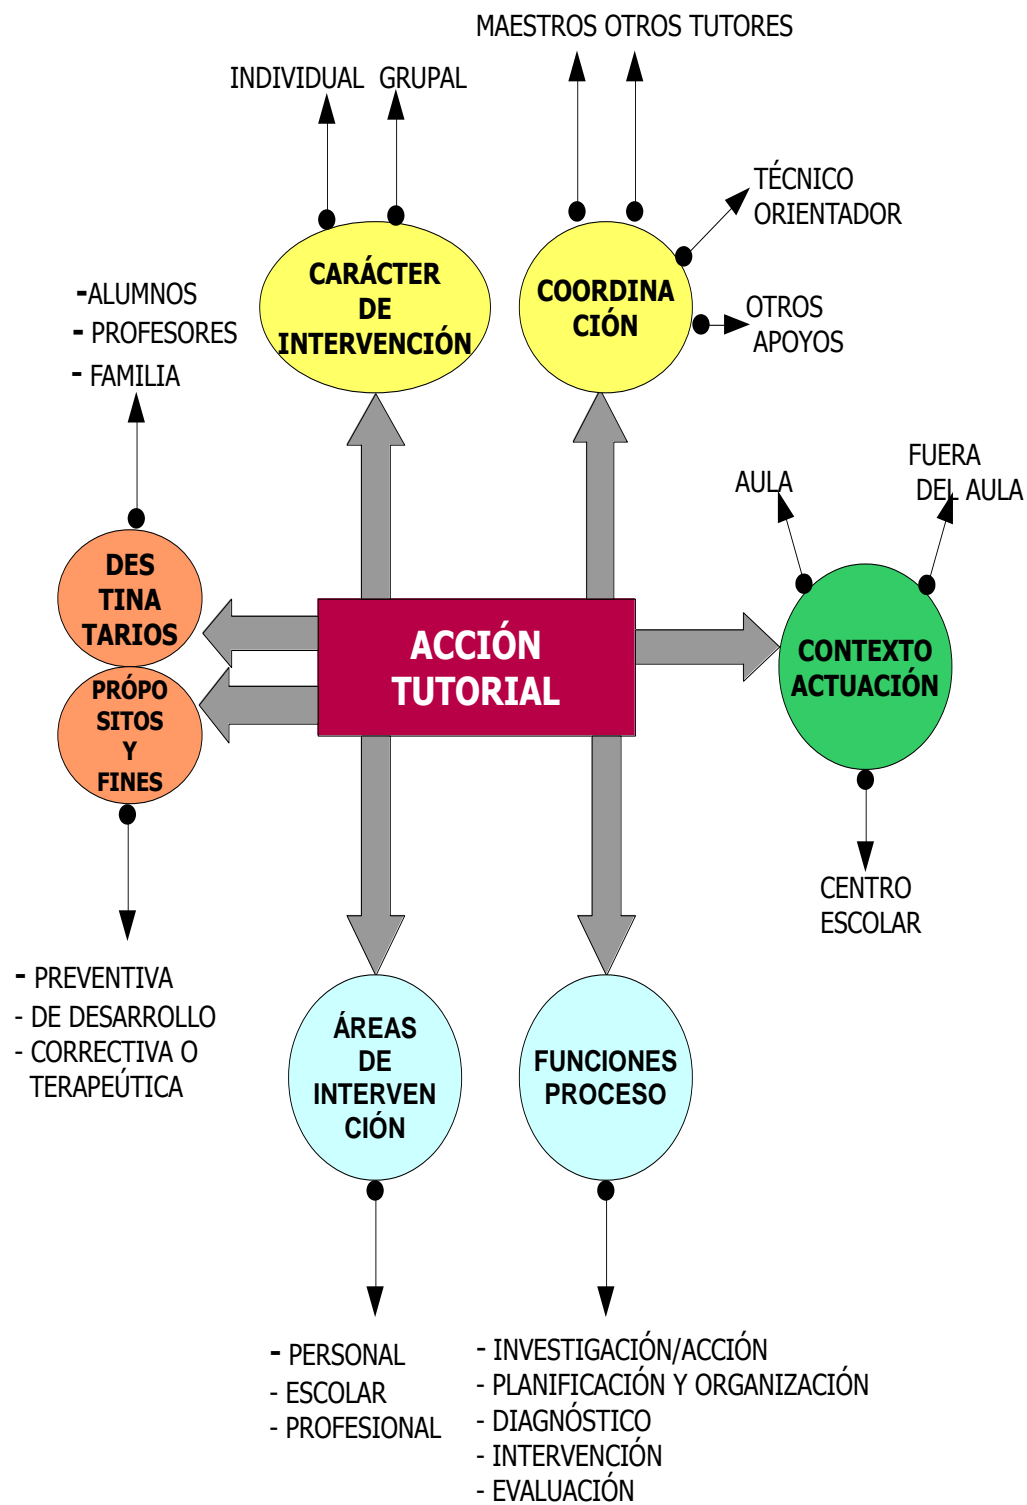 MAESTROS OTROS TUTORES
INDIVIDUAL GRUPAL
TÉCNICO
ORIENTADOR
CARÁCTER
DE
INTERVENCIÓN
COORDINA
CIÓN
OTROS
APOYOS
-ALUMNOS
- PROFESORES
- FAMILIA
AULA
FUERA
DEL AULA
DES
TINA
TARIOS
PRÓPO
SITOS
Y
FINES
ACCIÓN
TUTORIAL
CONTEXTO
ACTUACIÓN
CENTRO
ESCOLAR
- PREVENTIVA
- DE DESARROLLO
- CORRECTIVA O
TERAPEÚTICA
ÁREAS
DE
INTERVEN
CIÓN
FUNCIONES
PROCESO
- PERSONAL
- ESCOLAR
- PROFESIONAL
- INVESTIGACIÓN/ACCIÓN
- PLANIFICACIÓN Y ORGANIZACIÓN
- DIAGNÓSTICO
- INTERVENCIÓN
- EVALUACIÓN